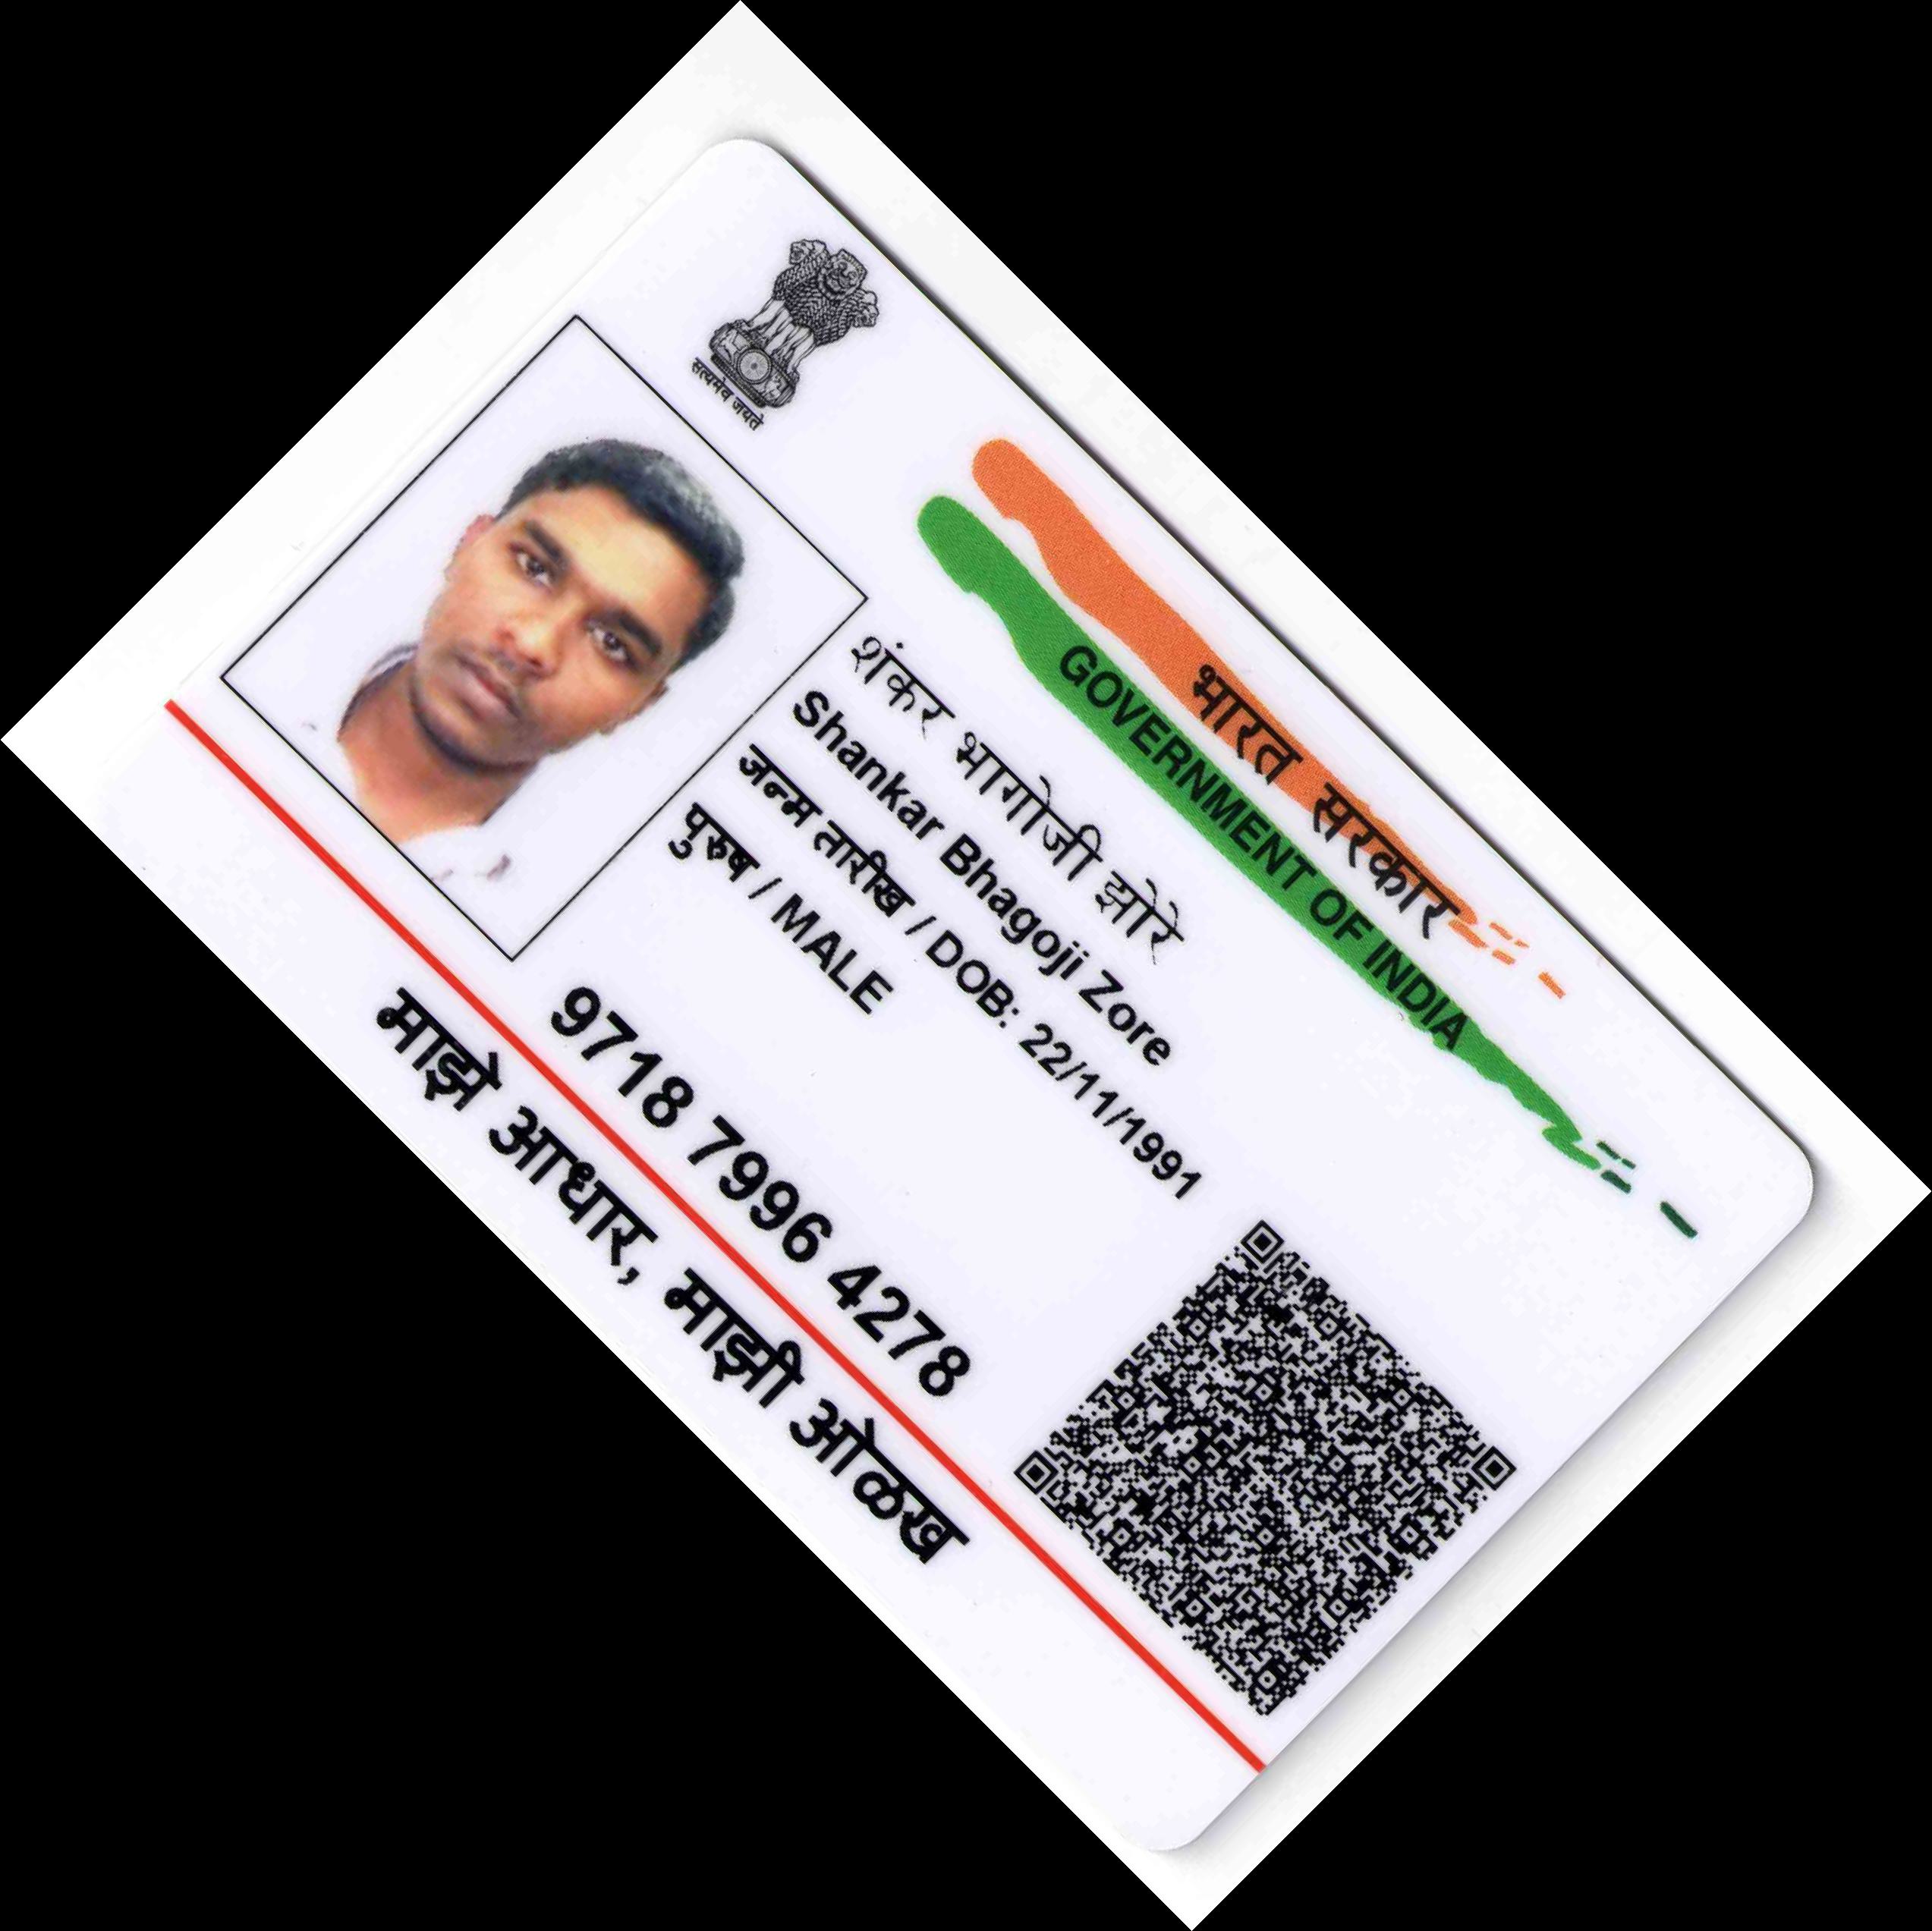 सत्यमेव जयते
भारत सरकार
GOVERNMENT OF INDIA
शंकर भागोजी झोरे
Shankar Bhagoji Zore
जन्म तारीख / DOB: 22/11/1991
पुरुष / MALE
9718 7996 4278
माझे आधार, माझी ओळख